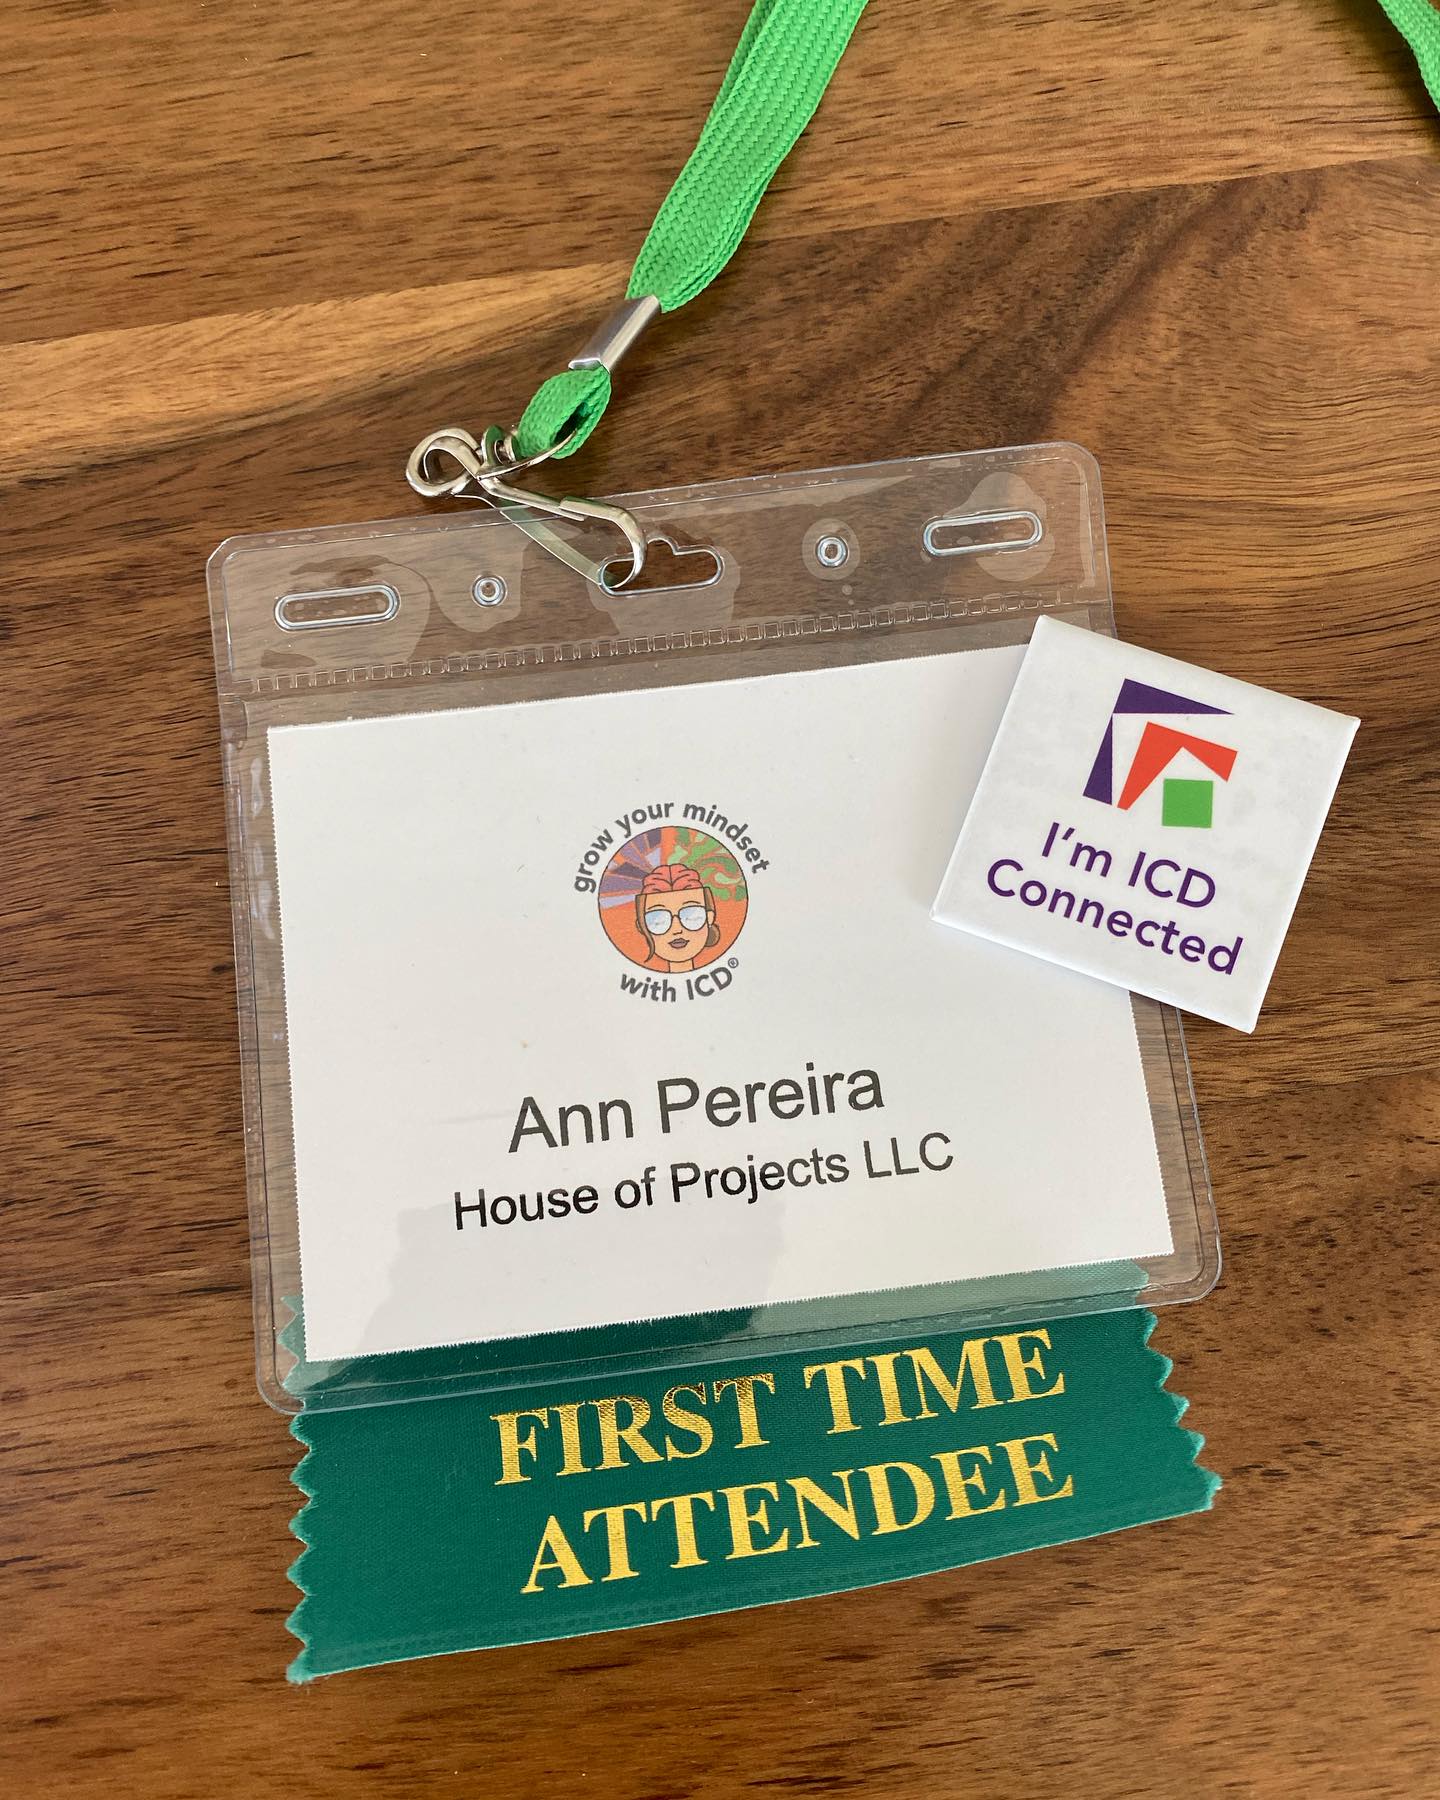 grow your mindset
with ICD®
I'm ICD
Connected
Ann Pereira
House of Projects LLC
FIRST TIME
ATTENDEE